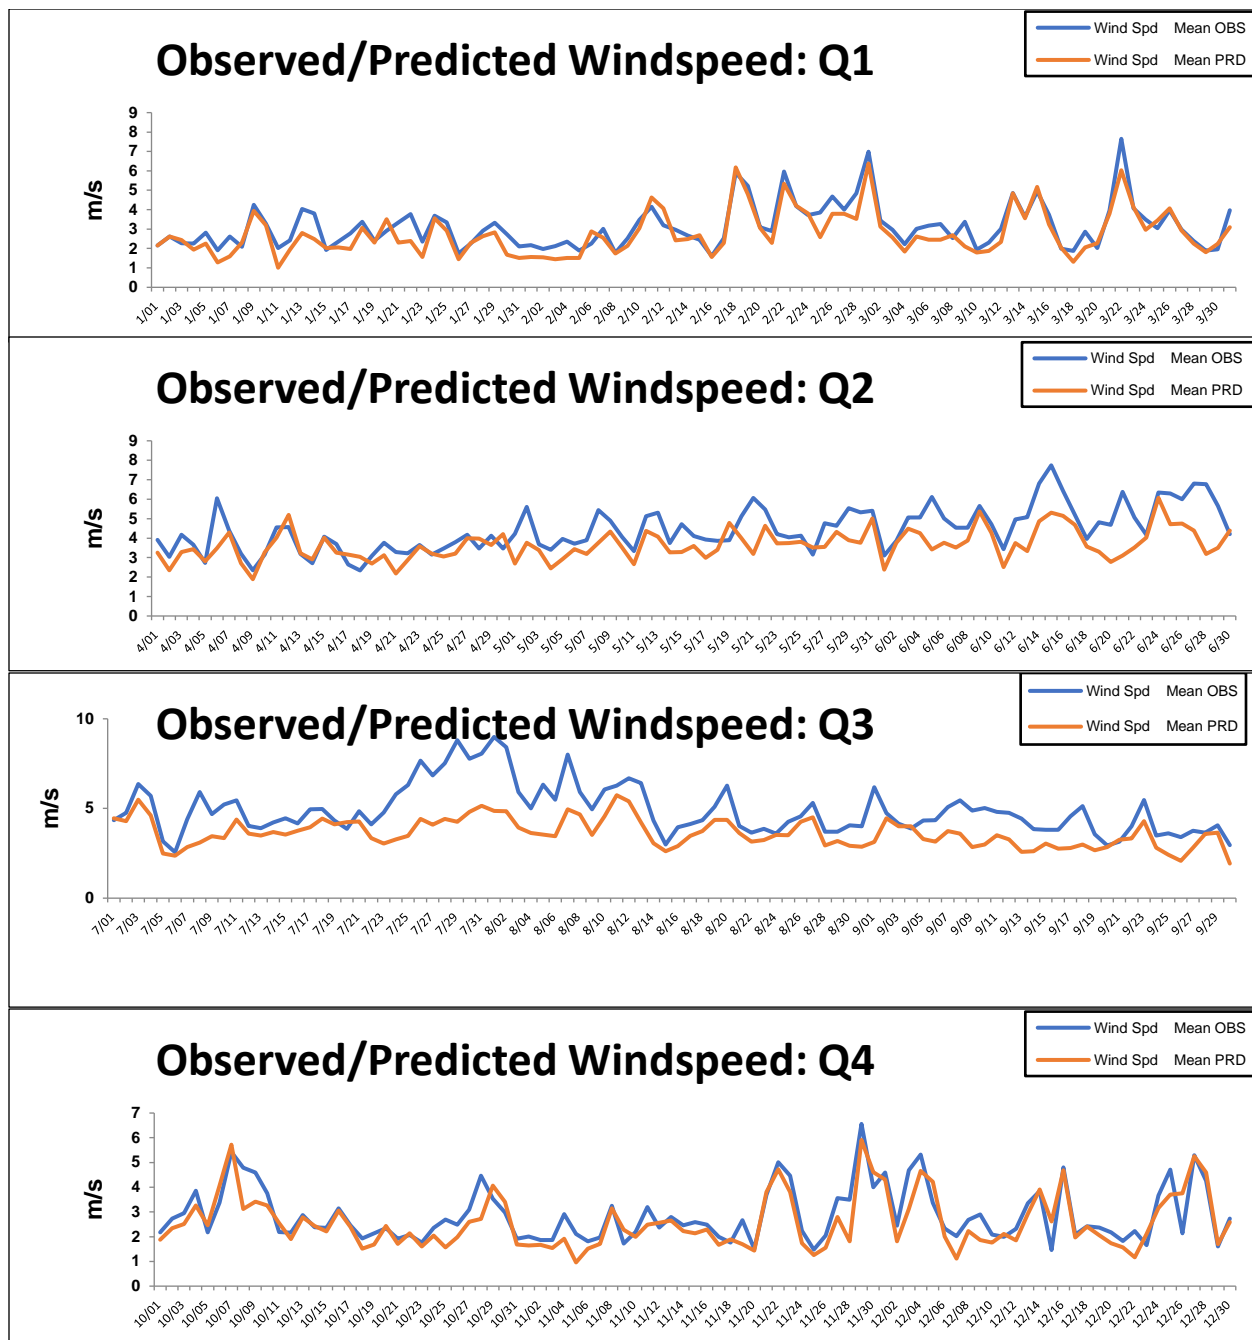 Wind Spd Mean OBS
Wind Spd Mean PRD
Observed/Predicted Windspeed: Q1
m/s
9
8
7
6
5
4
3
2
1
0
1/01 1/03 1/05 1/07 1/09 1/11 1/13 1/15 1/17 1/19 1/21 1/23 1/25 1/27 1/29 1/31 2/02 2/04 2/06 2/08 2/10 2/12 2/14 2/16 2/18 2/20 2/22 2/24 2/26 2/28 3/02 3/04 3/06 3/08 3/10 3/12 3/14 3/16 3/18 3/20 3/22 3/24 3/26 3/28 3/30
Wind Spd Mean OBS
Wind Spd Mean PRD
Observed/Predicted Windspeed: Q2
m/s
9
8
7
6
5
4
3
2
1
0
4/01 4/03 4/05 4/07 4/09 4/11 4/13 4/15 4/17 4/19 4/21 4/23 4/25 4/27 4/29 5/01 5/03 5/05 5/07 5/09 5/11 5/13 5/15 5/17 5/19 5/21 5/23 5/25 5/27 5/29 5/31 6/02 6/04 6/06 6/08 6/10 6/12 6/14 6/16 6/18 6/20 6/22 6/24 6/26 6/28 6/30
Wind Spd Mean OBS
Wind Spd Mean PRD
Observed/Predicted Windspeed: Q3
m/s
10
5
0
7/01 7/03 7/05 7/07 7/09 7/11 7/13 7/15 7/17 7/19 7/21 7/23 7/25 7/27 7/29 7/31 8/02 8/04 8/06 8/08 8/10 8/12 8/14 8/16 8/18 8/20 8/22 8/24 8/26 8/28 8/30 9/01 9/03 9/05 9/07 9/09 9/11 9/13 9/15 9/17 9/19 9/21 9/23 9/25 9/27 9/29
Wind Spd Mean OBS
Wind Spd Mean PRD
Observed/Predicted Windspeed: Q4
m/s
7
6
5
4
3
2
1
0
10/01 10/03 10/05 10/07 10/09 10/11 10/13 10/15 10/17 10/19 10/21 10/23 10/25 10/27 10/29 10/31 11/02 11/04 11/06 11/08 11/10 11/12 11/14 11/16 11/18 11/20 11/22 11/24 11/26 11/28 11/30 12/02 12/04 12/06 12/08 12/10 12/12 12/14 12/16 12/18 12/20 12/22 12/24 12/26 12/28 12/30